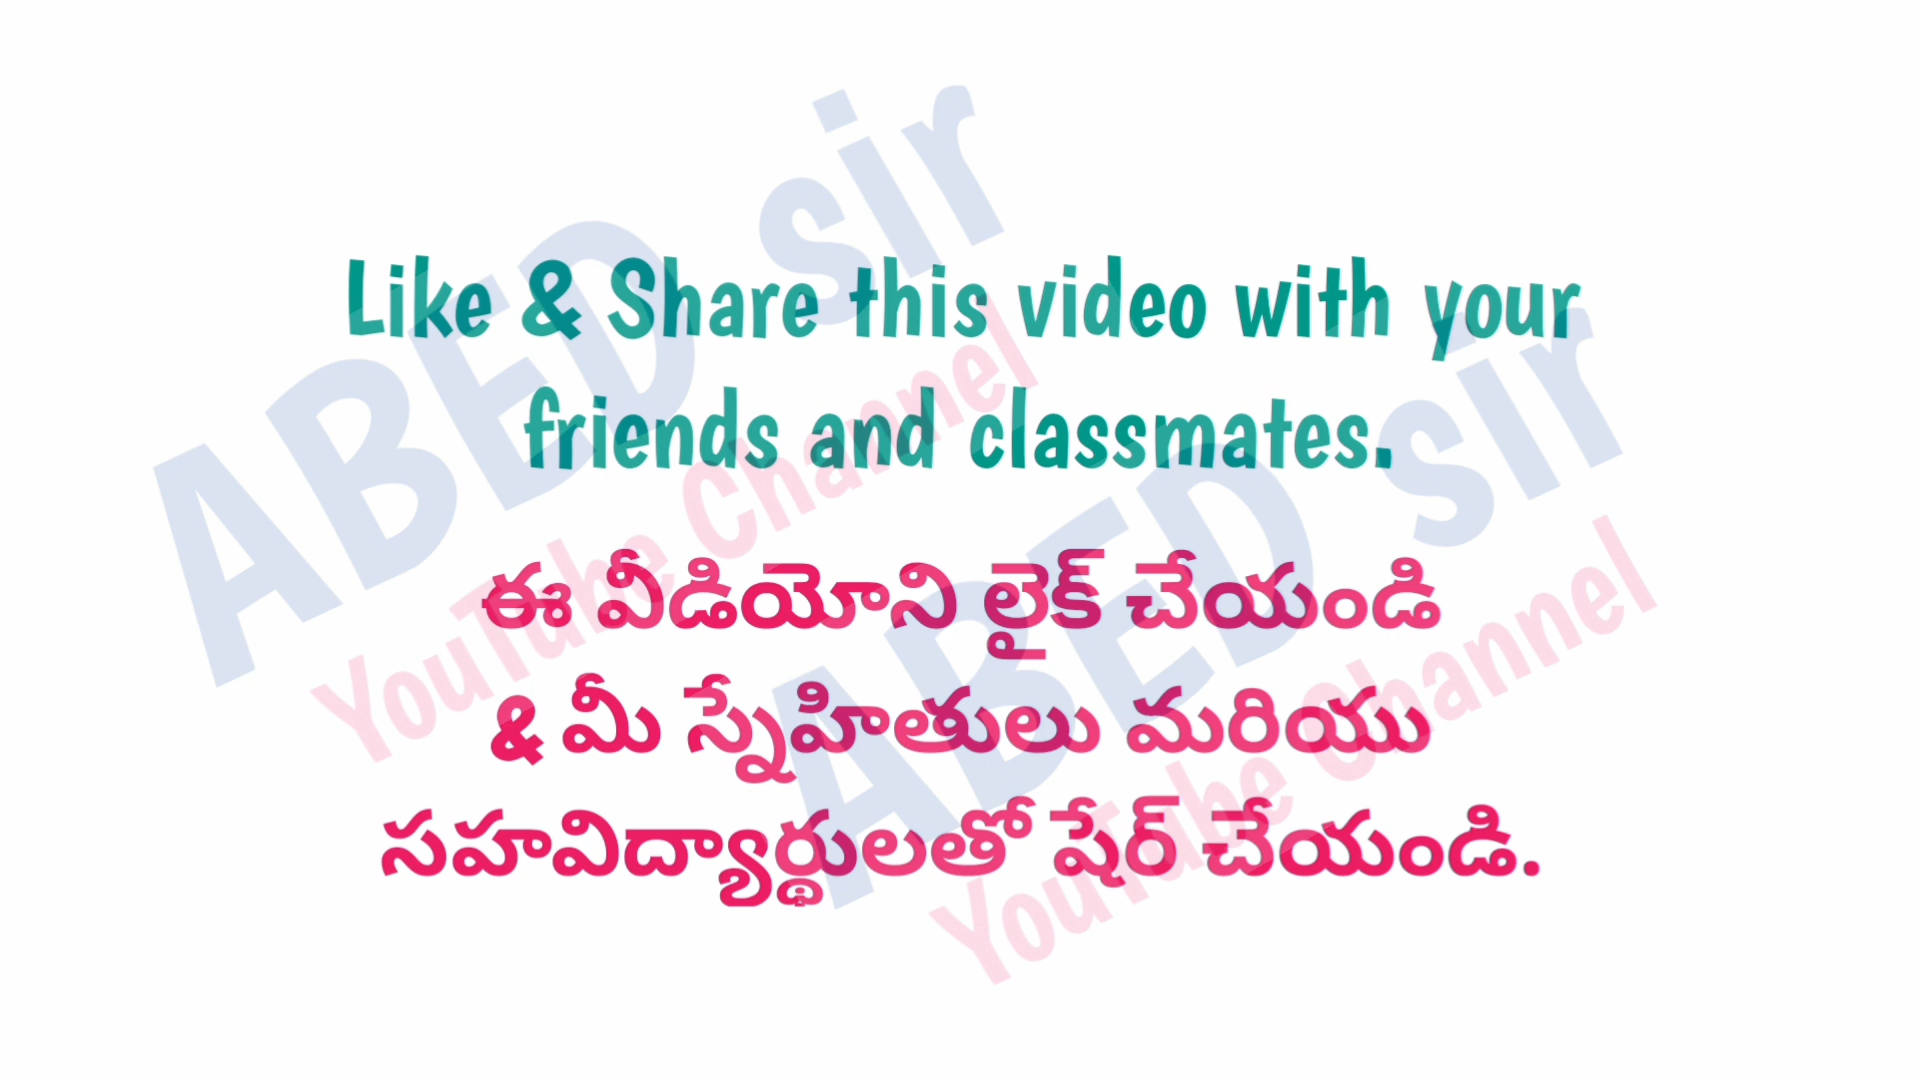 Like & Share this video with your
friends and classmates.
ఈ వీడియోని లైక్ చేయండి
& మీ స్నేహితులు మరియు
సహవిద్యార్థులతో షేర్ చేయండి.
ABED sir
YouTube Channel
ABED sir
YouTube Channel